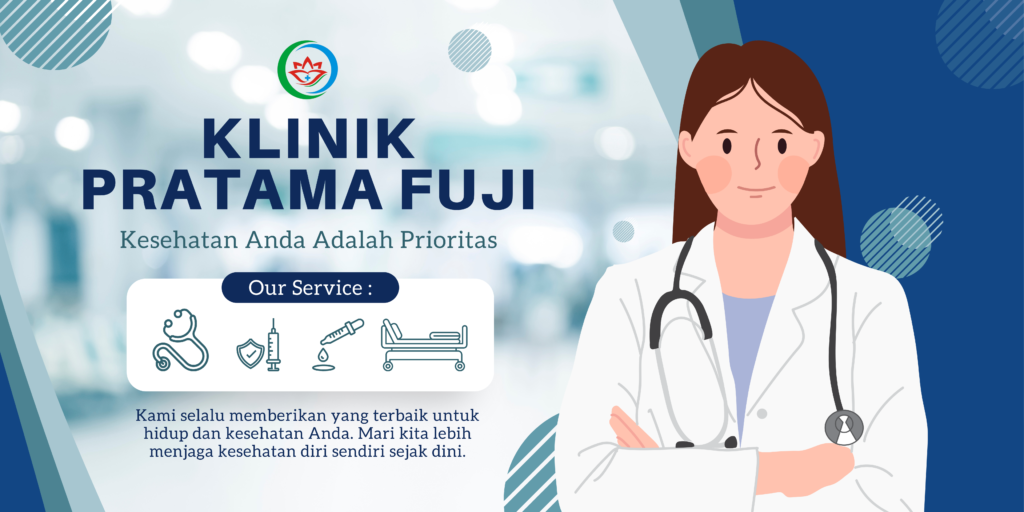 KLINIK
PRATAMA FUJI
Kesehatan Anda Adalah Prioritas
Our Service :
Kami selalu memberikan yang terbaik untuk
hidup dan kesehatan Anda. Mari kita lebih
menjaga kesehatan diri sendiri sejak dini.